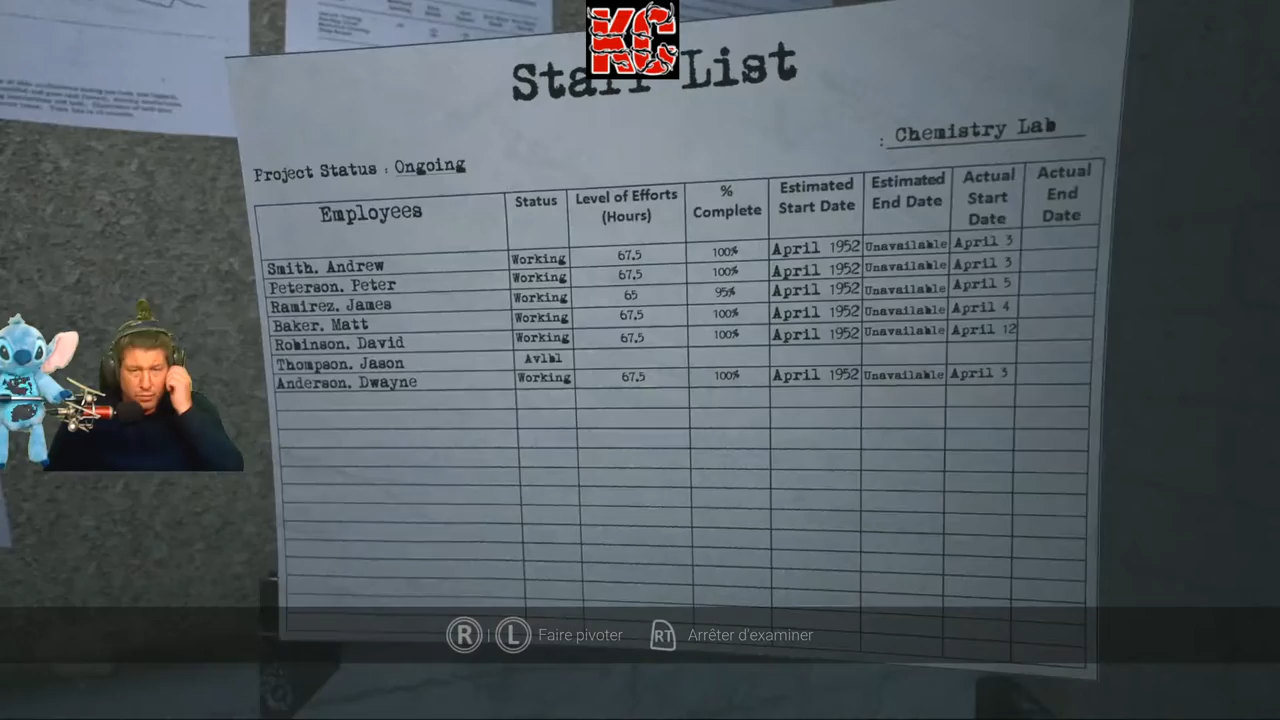 KC
Staff List
: Chemistry Lab
Project Status : Ongoing
Employees Status Level of Efforts (Hours) % Complete Estimated Start Date Estimated End Date Actual Start Date Actual End Date
Smith. Andrew Working 67.5 100% April 1952 Unavailable April 3
Peterson. Peter Working 67.5 100% April 1952 Unavailable April 3
Ramirez. James Working 65 95% April 1952 Unavailable April 5
Baker. Matt Working 67.5 100% April 1952 Unavailable April 4
Robinson. David Working 67.5 100% April 1952 Unavailable April 12
Thompson. Jason Avlbl
Anderson. Dwayne Working 67.5 100% April 1952 Unavailable April 3
R | L Faire pivoter RT Arrêter d'examiner